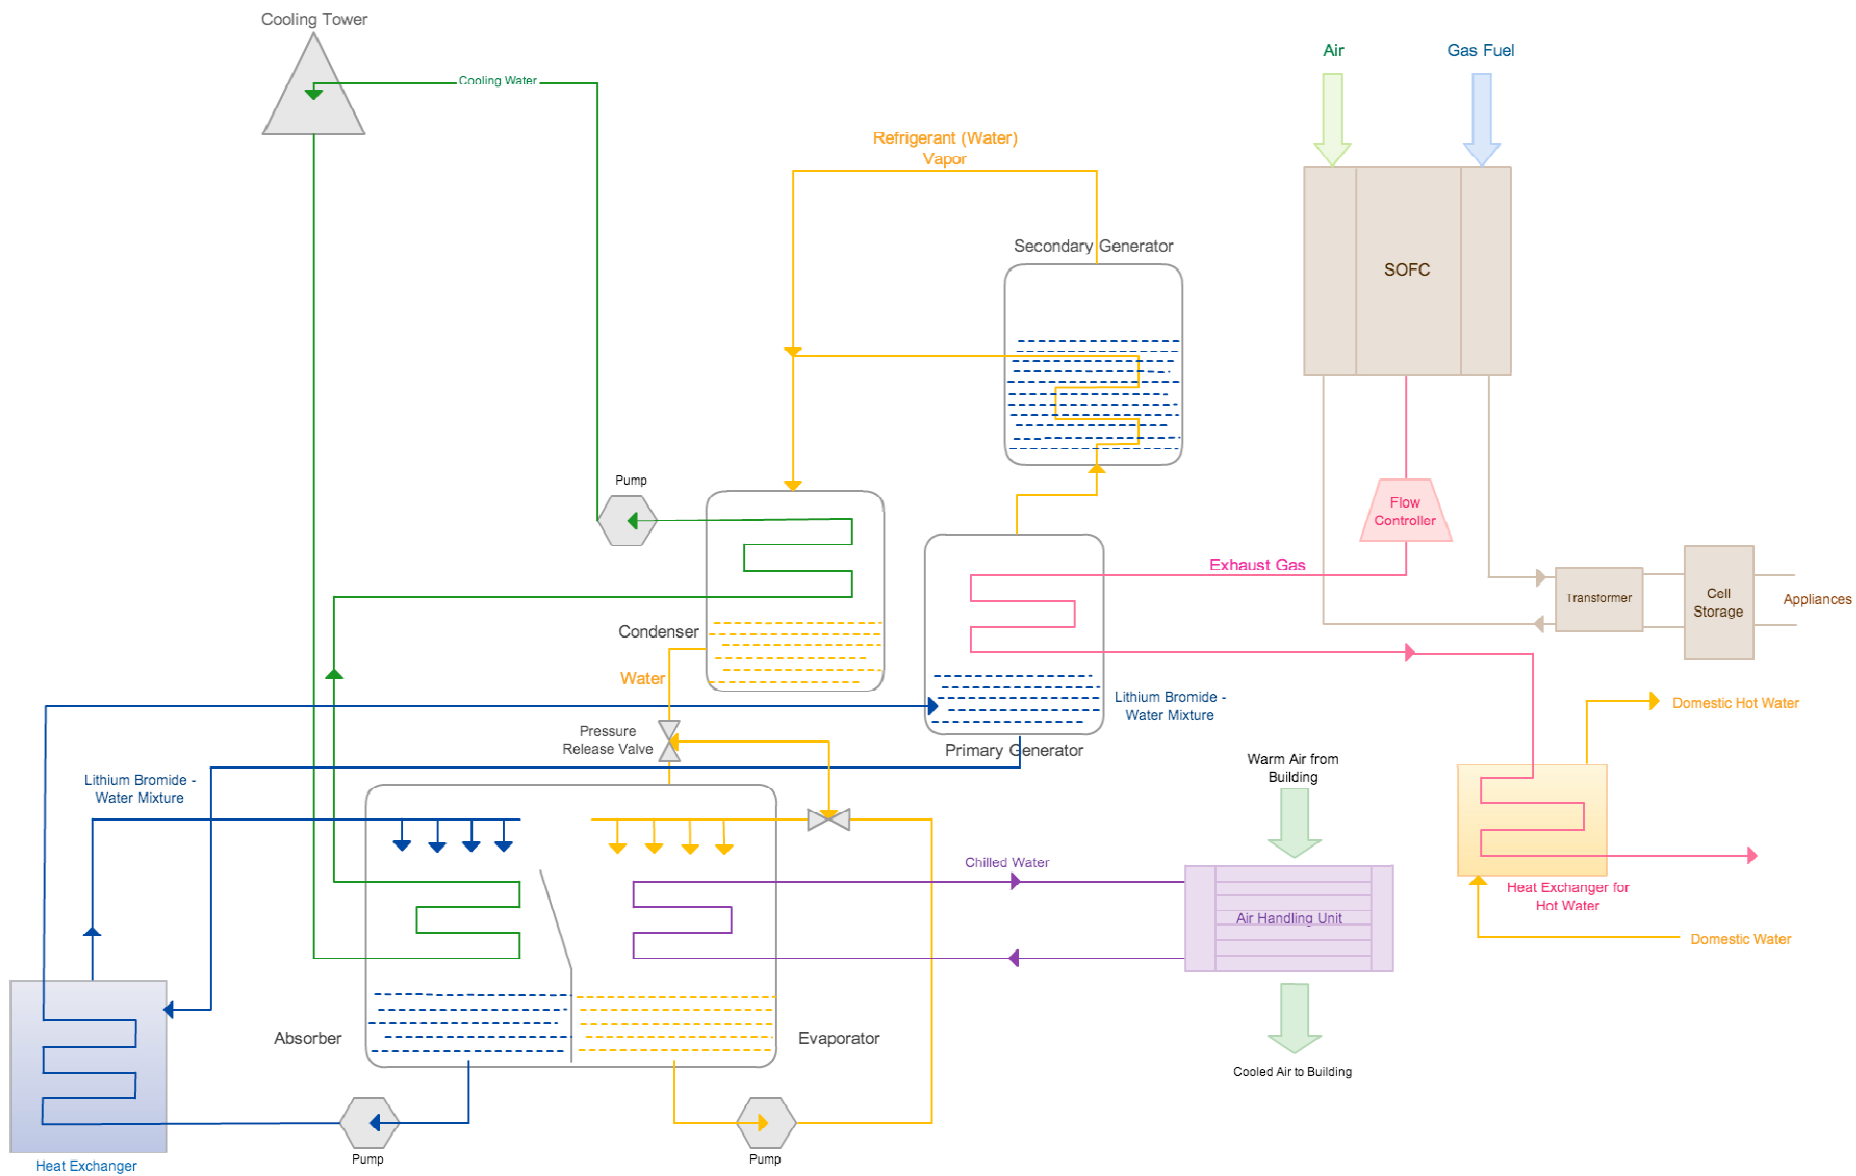 Cooling Tower
Cooling Water
Air
Gas Fuel
Refrigerant (Water)
Vapor
Secondary Generator
SOFC
Pump
Flow
Controller
Exhaust Gas
Transformer
Cell
Storage
Appliances
Condenser
Water
Lithium Bromide -
Water Mixture
Domestic Hot Water
Pressure
Release Valve
Primary Generator
Warm Air from
Building
Lithium Bromide -
Water Mixture
Chilled Water
Air Handling Unit
Heat Exchanger for
Hot Water
Domestic Water
Absorber
Evaporator
Cooled Air to Building
Heat Exchanger
Pump
Pump